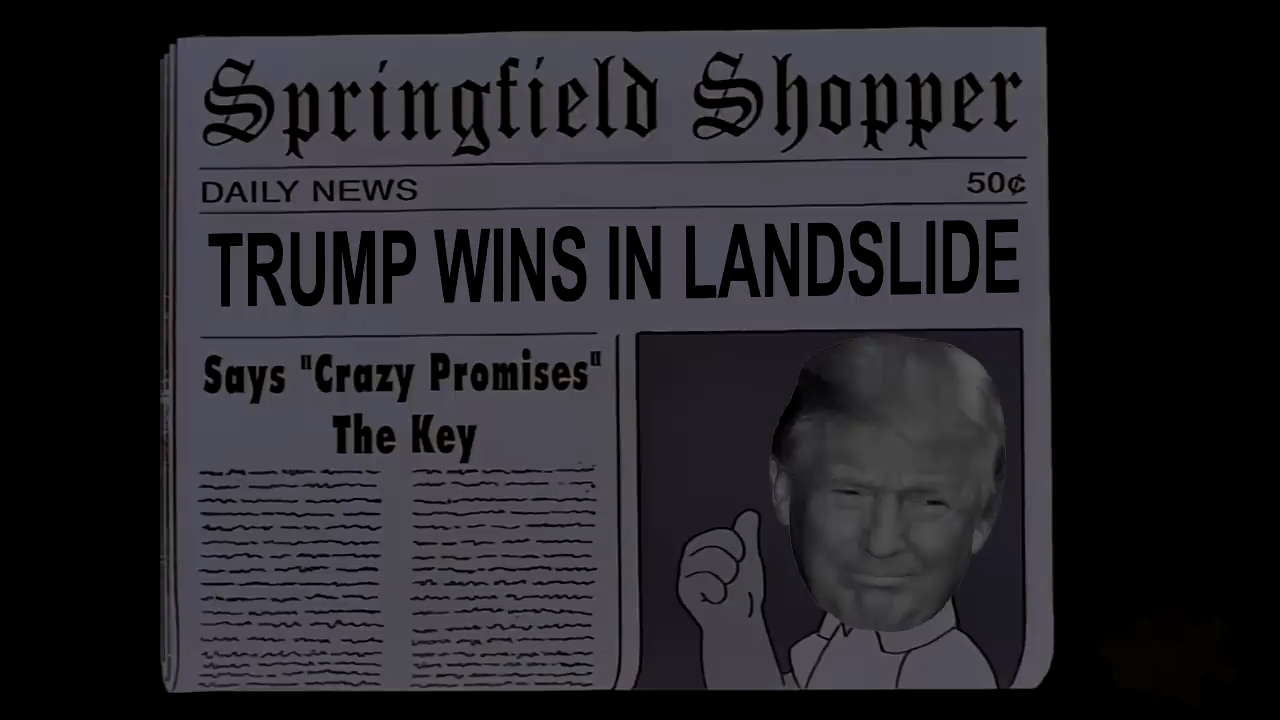 Springfield Shopper
DAILY NEWS 50¢
TRUMP WINS IN LANDSLIDE
Says "Crazy Promises"
The Key